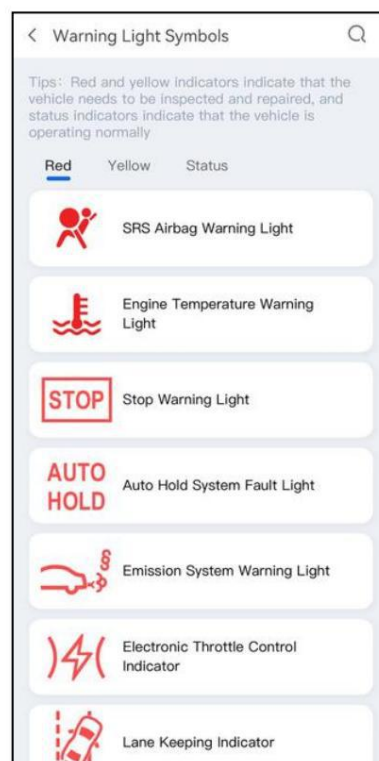 Warning Light Symbols
Tips: Red and yellow indicators indicate that the
vehicle needs to be inspected and repaired, and
status indicators indicate that the vehicle is
operating normally
Red Yellow Status
SRS Airbag Warning Light
Engine Temperature Warning
Light
STOP Stop Warning Light
AUTO
HOLD
Auto Hold System Fault Light
Emission System Warning Light
Electronic Throttle Control
Indicator
Lane Keeping Indicator